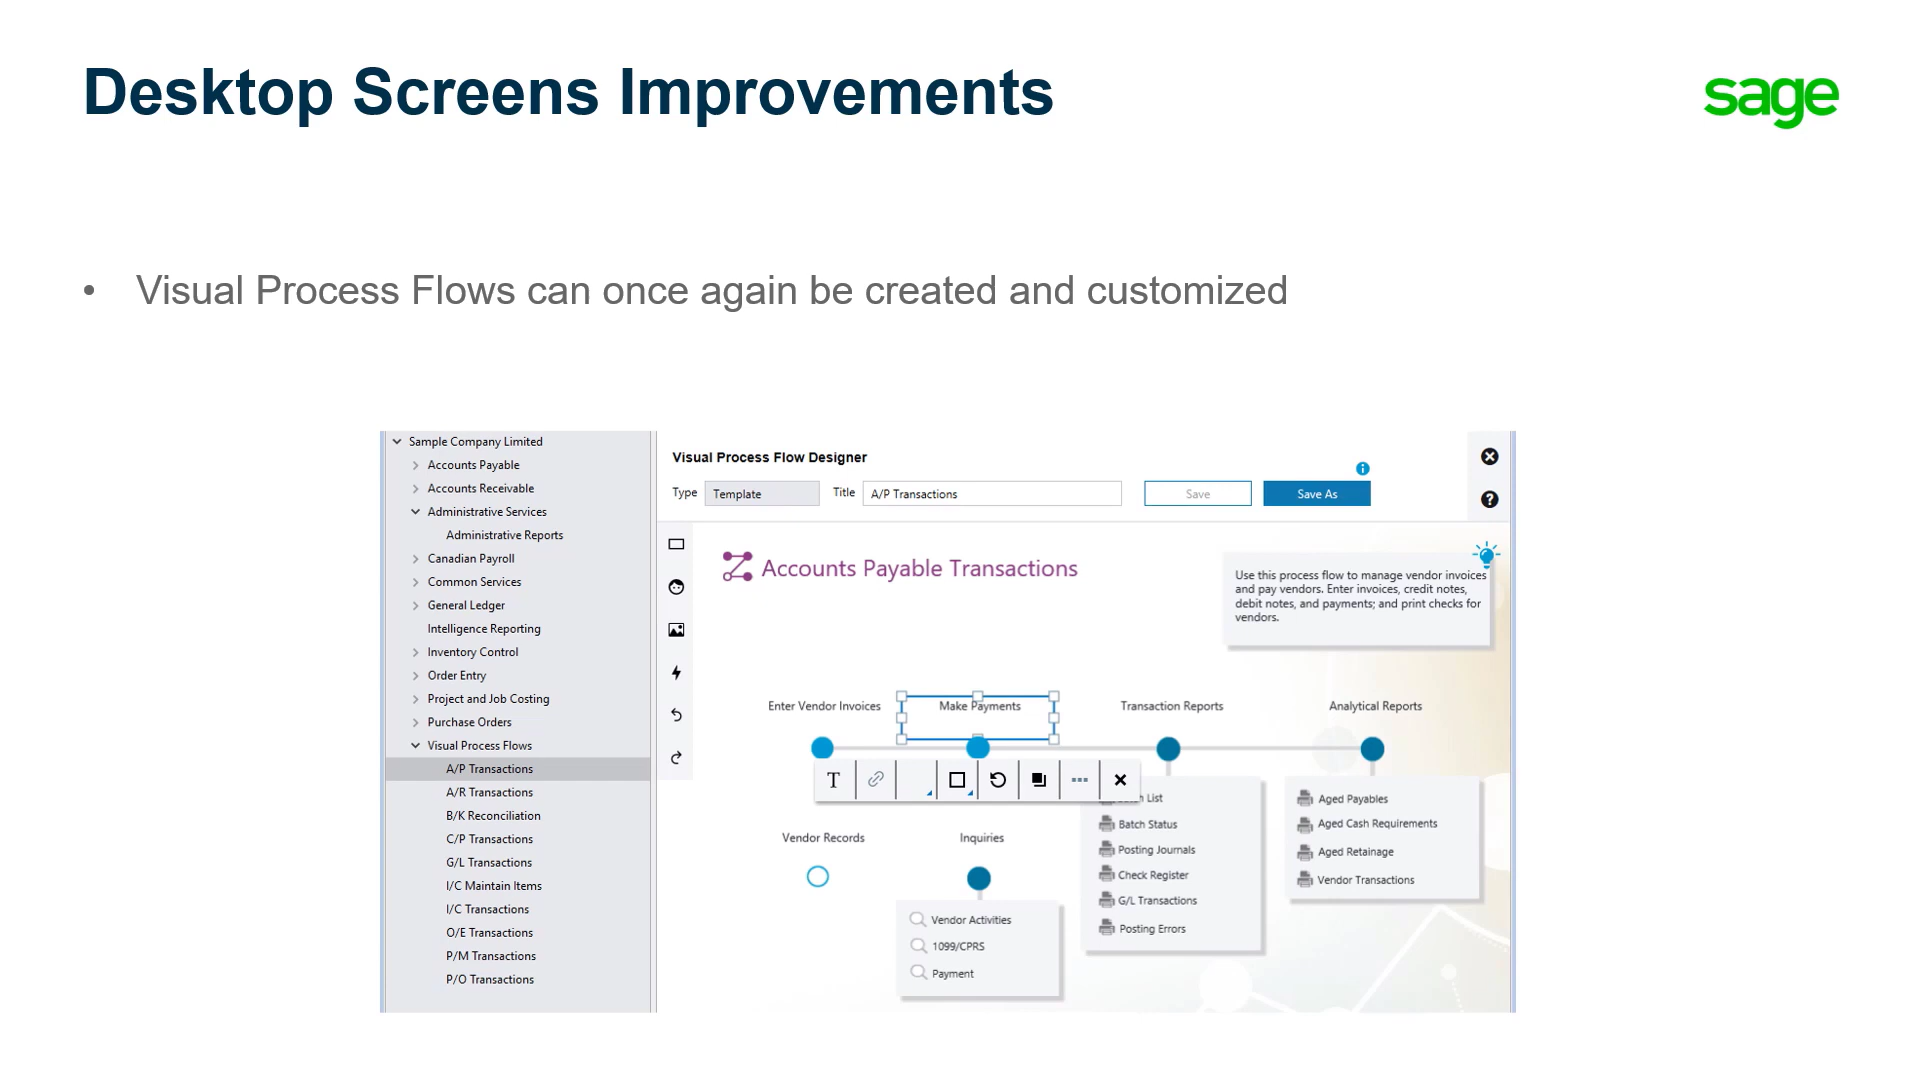 Desktop Screens Improvements
sage
• Visual Process Flows can once again be created and customized
Sample Company Limited
Accounts Payable
Accounts Receivable
Administrative Services
Administrative Reports
Canadian Payroll
Common Services
General Ledger
Intelligence Reporting
Inventory Control
Order Entry
Project and Job Costing
Purchase Orders
Visual Process Flows
A/P Transactions
A/R Transactions
B/K Reconciliation
C/P Transactions
G/L Transactions
I/C Maintain Items
I/C Transactions
O/E Transactions
P/M Transactions
P/O Transactions
Visual Process Flow Designer
Type Template Title A/P Transactions Save Save As
Accounts Payable Transactions
Use this process flow to manage vendor invoices
and pay vendors. Enter invoices, credit notes,
debit notes, and payments; and print checks for
vendors.
Enter Vendor Invoices
Make Payments
Transaction Reports
Analytical Reports
T
List
Batch Status
Posting Journals
Check Register
G/L Transactions
Posting Errors
Aged Payables
Aged Cash Requirements
Aged Retainage
Vendor Transactions
Vendor Records
Inquiries
Vendor Activities
1099/CPRS
Payment